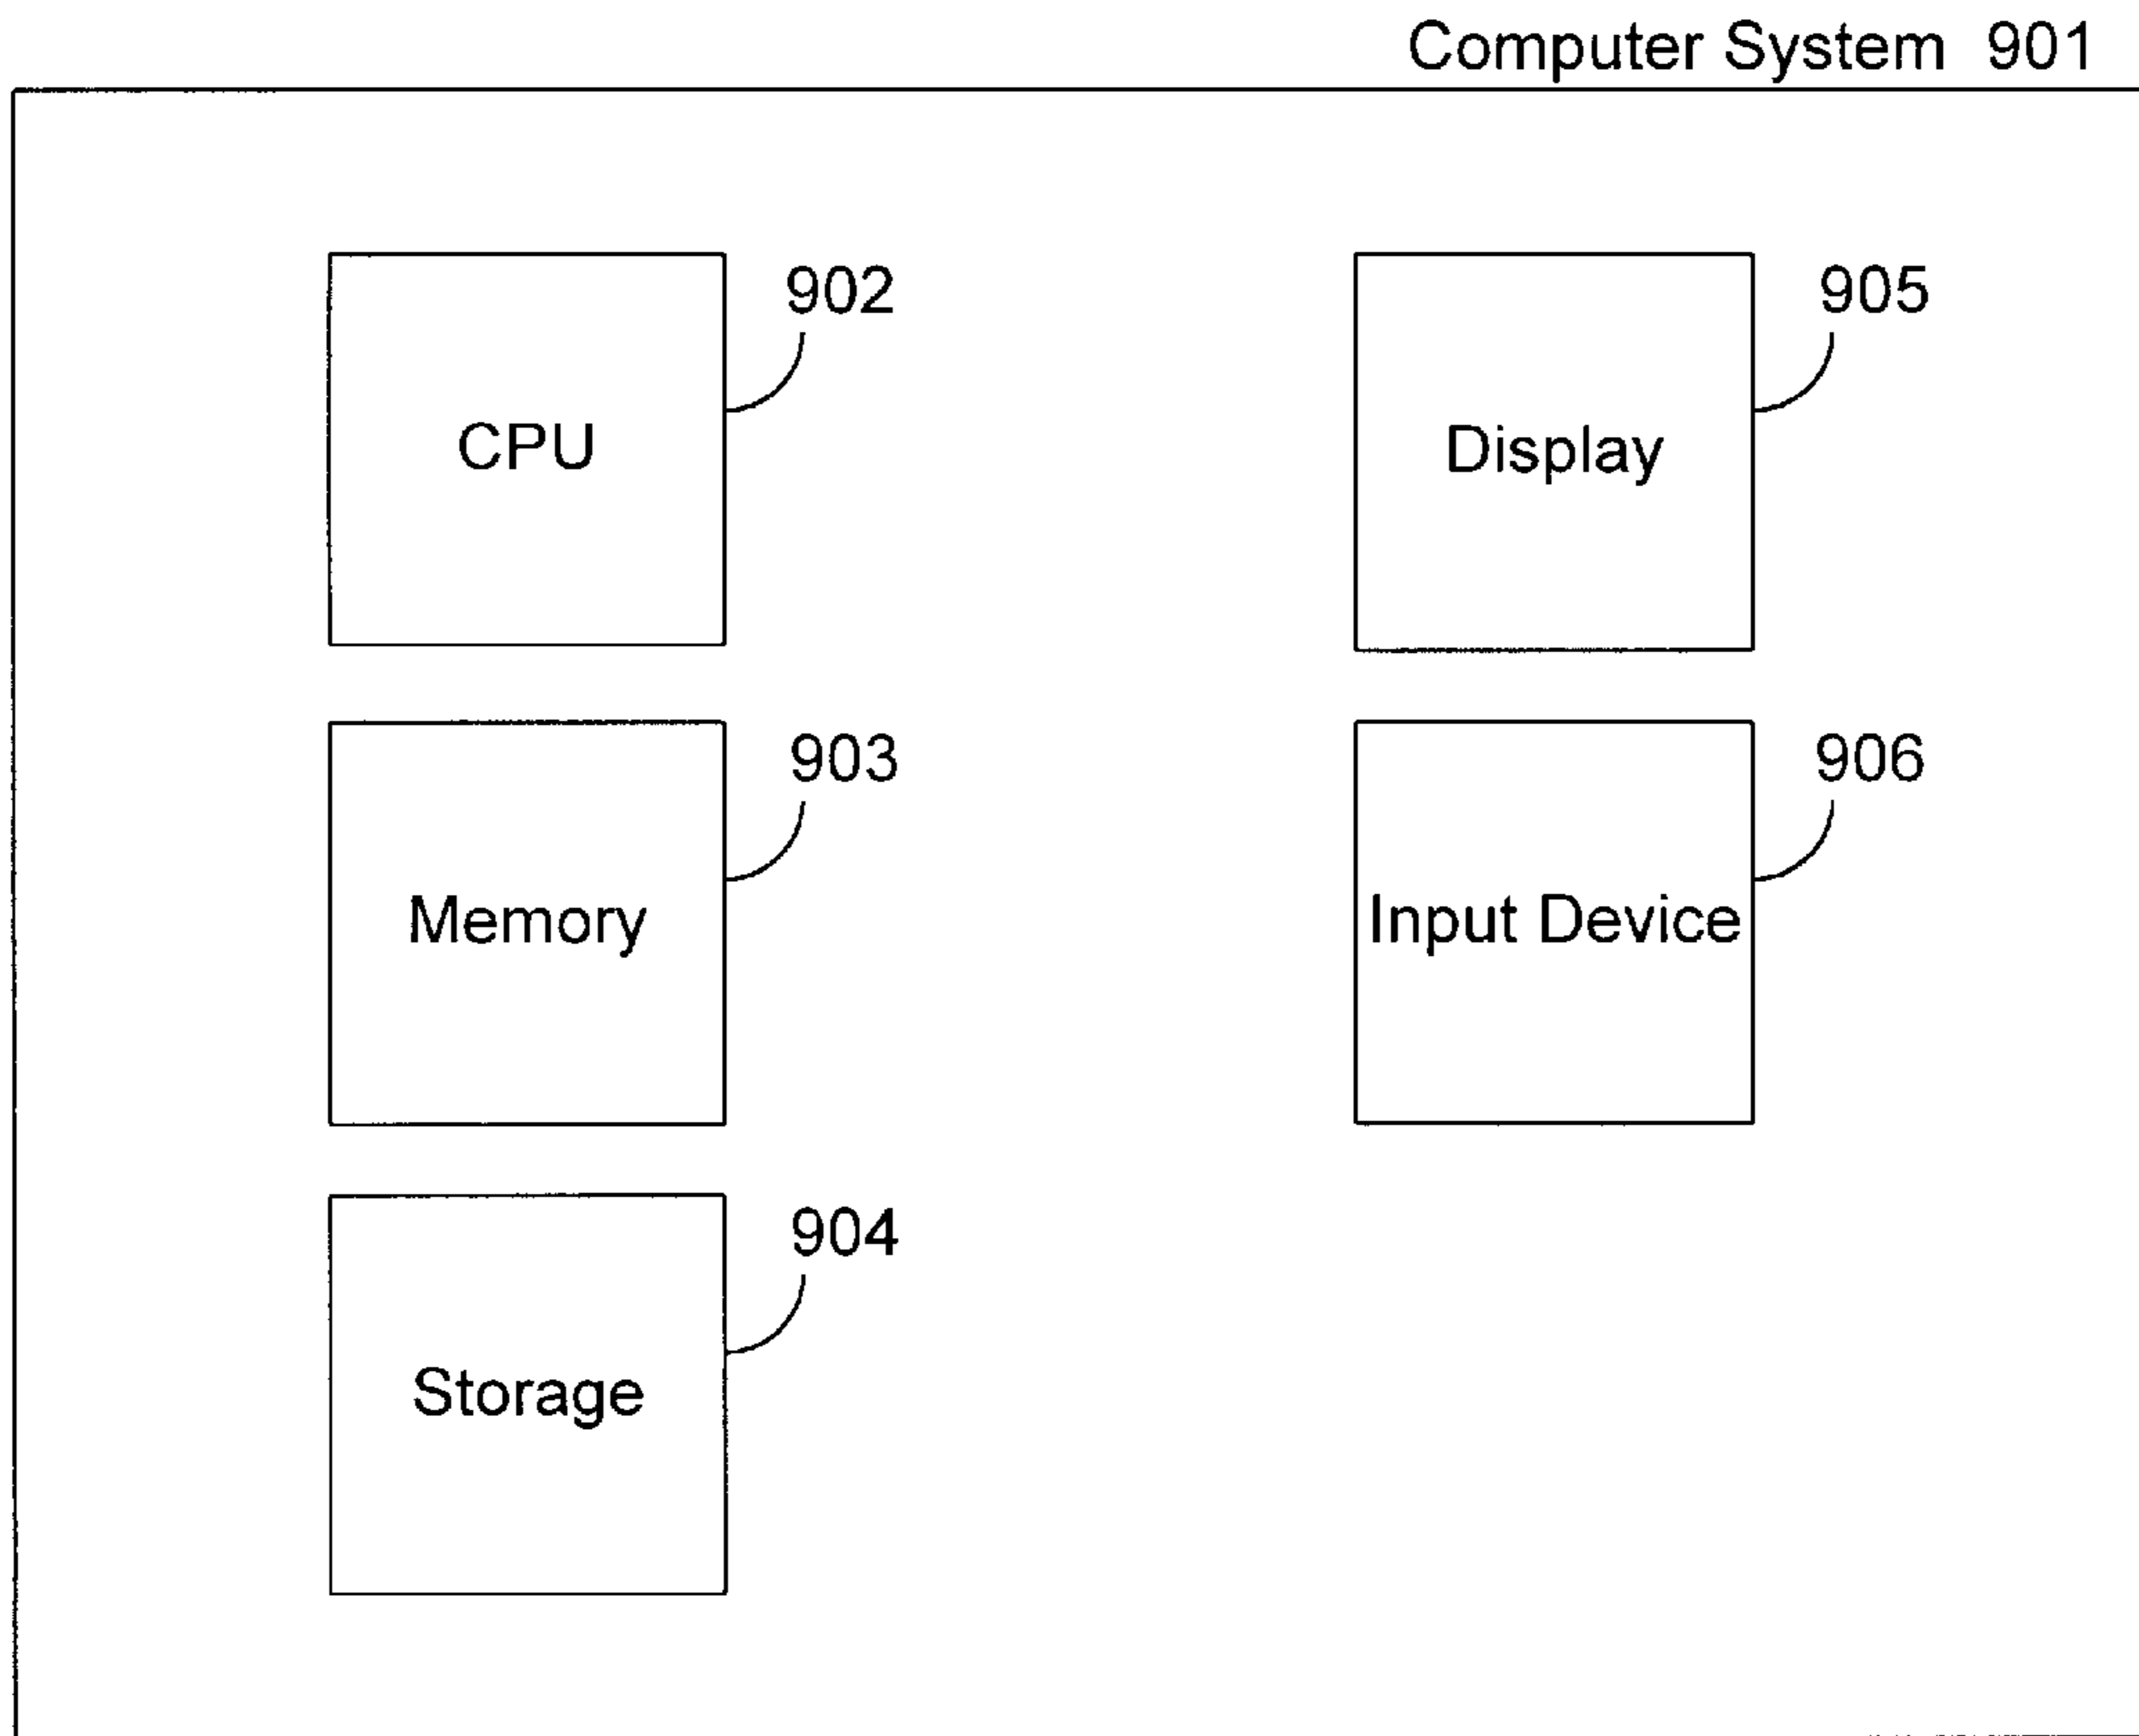 Computer System 901
902
CPU
905
Display
903
Memory
906
Input Device
904
Storage